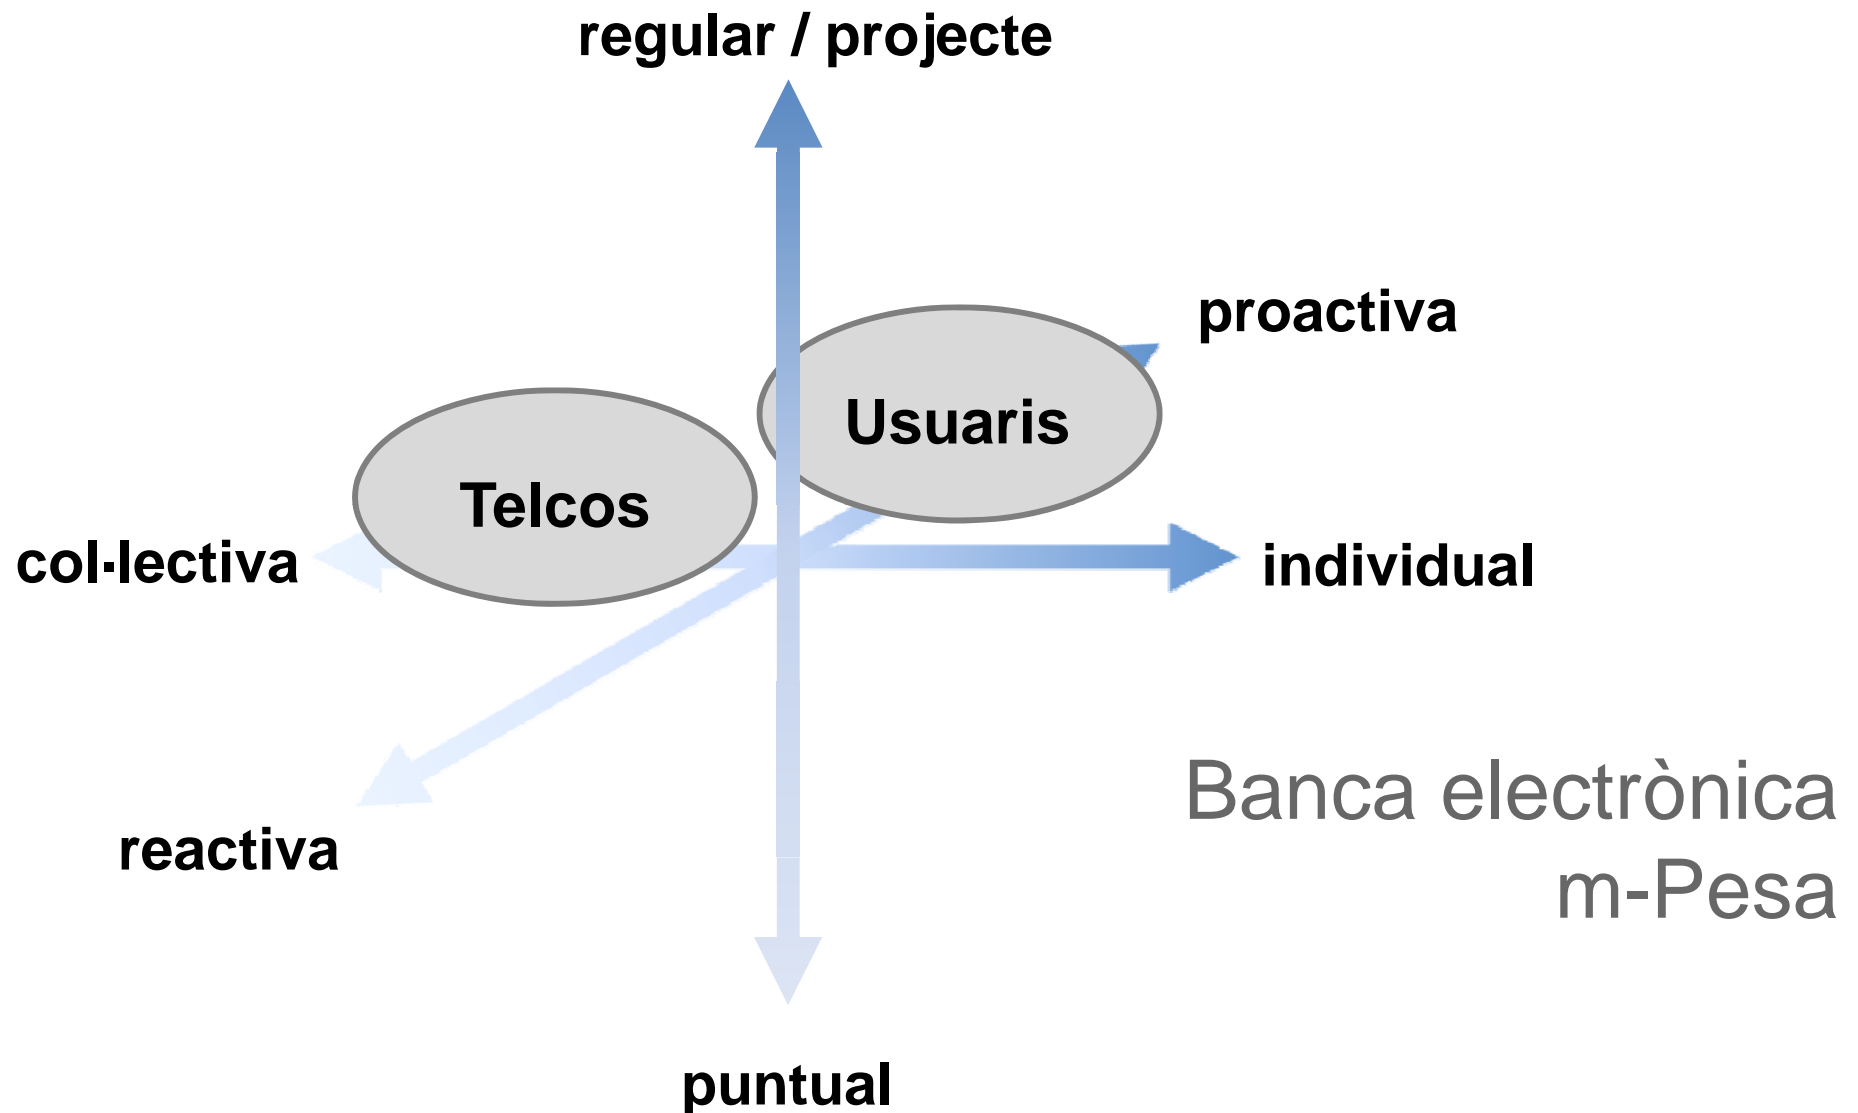 regular / projecte
proactiva
Usuaris
Telcos
col·lectiva
individual
Banca electrònica
reactiva
m-Pesa
puntual